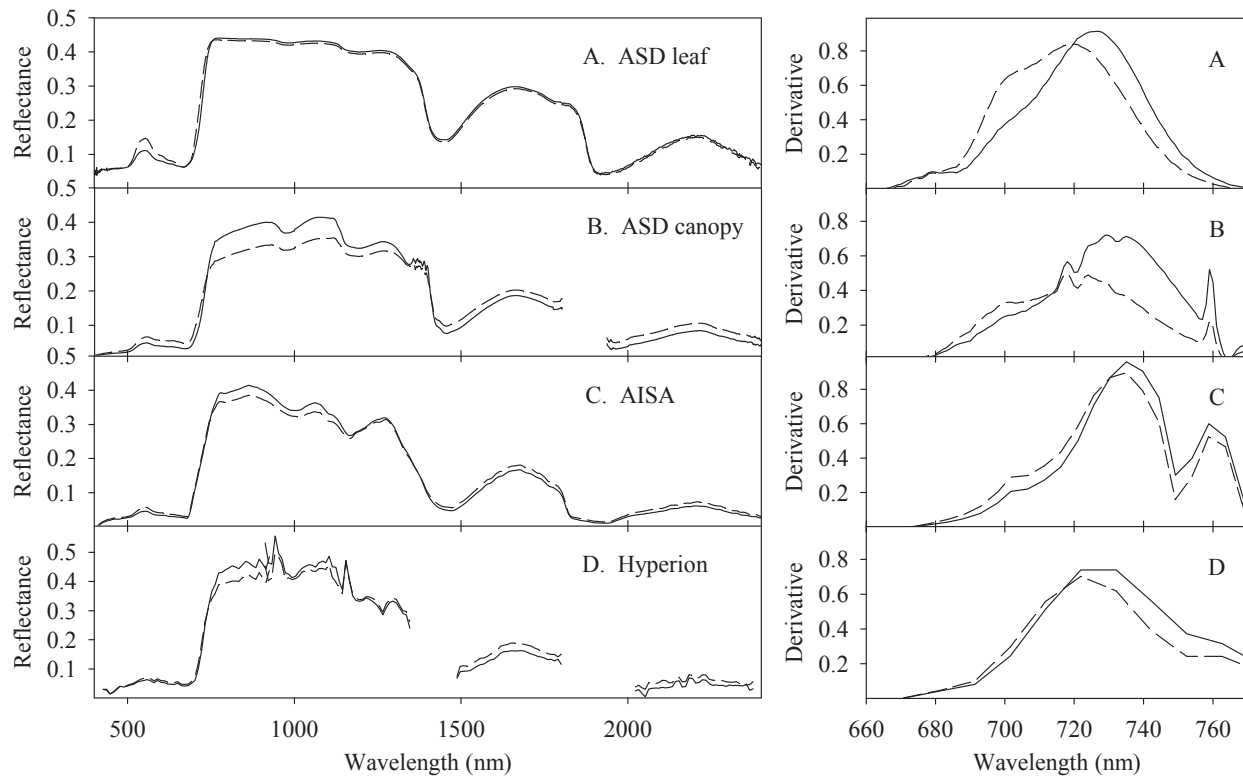 0.5
0.4
0.3
0.2
0.1
Reflectance
A. ASD leaf
0.5
0.4
0.3
0.2
0.1
Reflectance
B. ASD canopy
0.5
0.4
0.3
0.2
0.1
Reflectance
C. AISA
0.5
0.4
0.3
0.2
0.1
Reflectance
D. Hyperion
500 1000 1500 2000
Wavelength (nm)
0.8
0.6
0.4
0.2
Derivative
A
0.8
0.6
0.4
0.2
Derivative
B
0.8
0.6
0.4
0.2
Derivative
C
0.8
0.6
0.4
0.2
Derivative
D
660 680 700 720 740 760
Wavelength (nm)